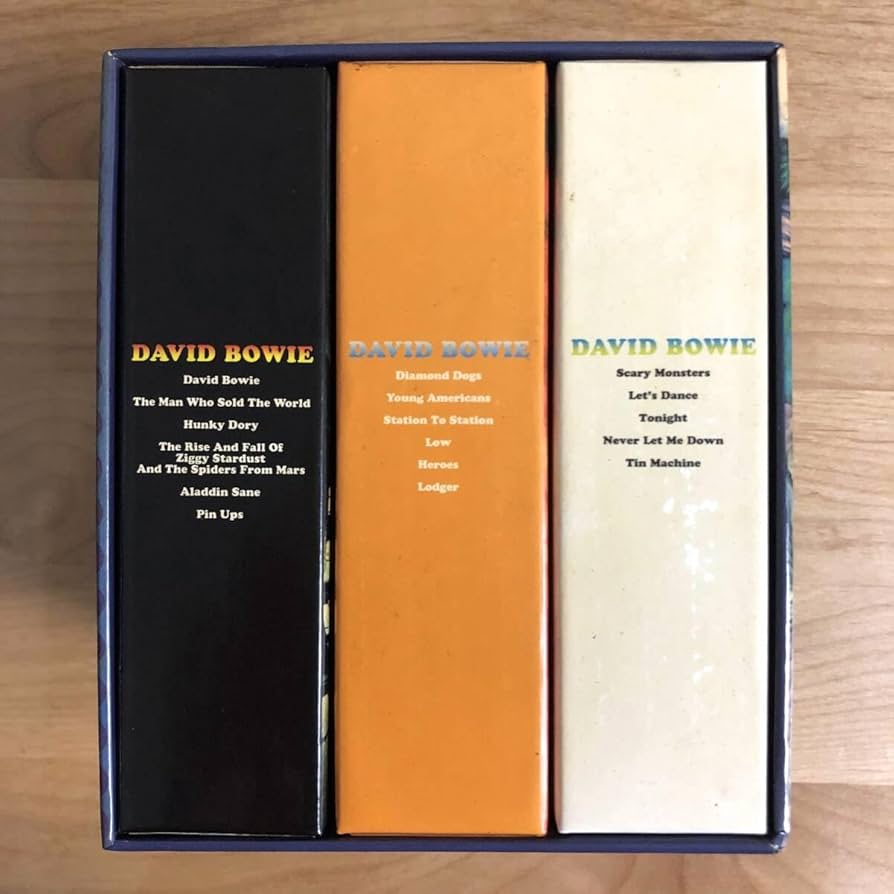 DAVID BOWIE
David Bowie
The Man Who Sold The World
Hunky Dory
The Rise And Fall Of
Ziggy Stardust
And The Spiders From Mars
Aladdin Sane
Pin Ups
DAVID BOWIE
Diamond Dogs
Young Americans
Station To Station
Low
Heroes
Lodger
DAVID BOWIE
Scary Monsters
Let's Dance
Tonight
Never Let Me Down
Tin Machine